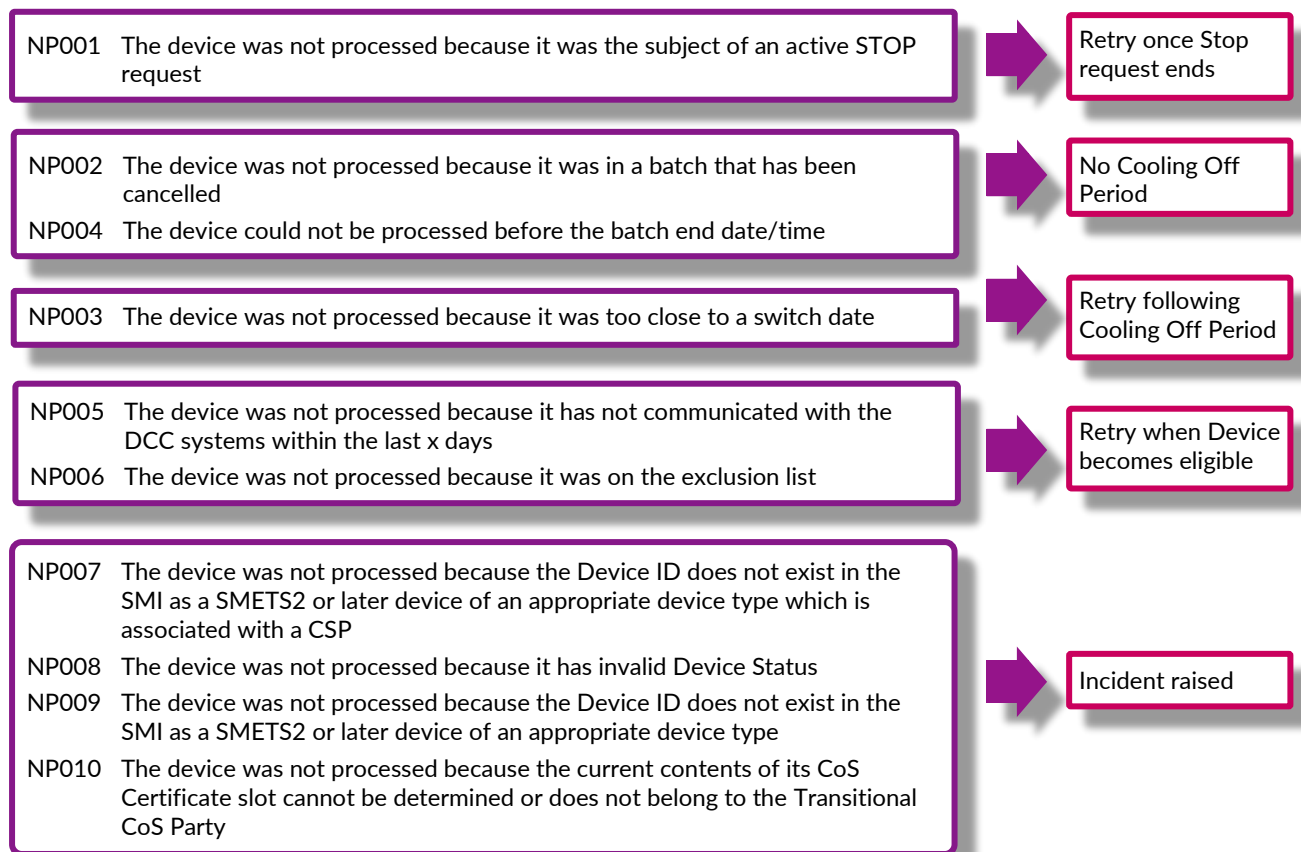 NP001 The device was not processed because it was the subject of an active STOP
request
Retry once Stop
request ends
NP002 The device was not processed because it was in a batch that has been
cancelled
NP004 The device could not be processed before the batch end date/time
No Cooling Off
Period
NP003 The device was not processed because it was too close to a switch date
Retry following
Cooling Off Period
NP005 The device was not processed because it has not communicated with the
DCC systems within the last x days
NP006 The device was not processed because it was on the exclusion list
Retry when Device
becomes eligible
NP007 The device was not processed because the Device ID does not exist in the
SMI as a SMETS2 or later device of an appropriate device type which is
associated with a CSP
NP008 The device was not processed because it has invalid Device Status
NP009 The device was not processed because the Device ID does not exist in the
SMI as a SMETS2 or later device of an appropriate device type
NP010 The device was not processed because the current contents of its CoS
Certificate slot cannot be determined or does not belong to the Transitional
CoS Party
Incident raised